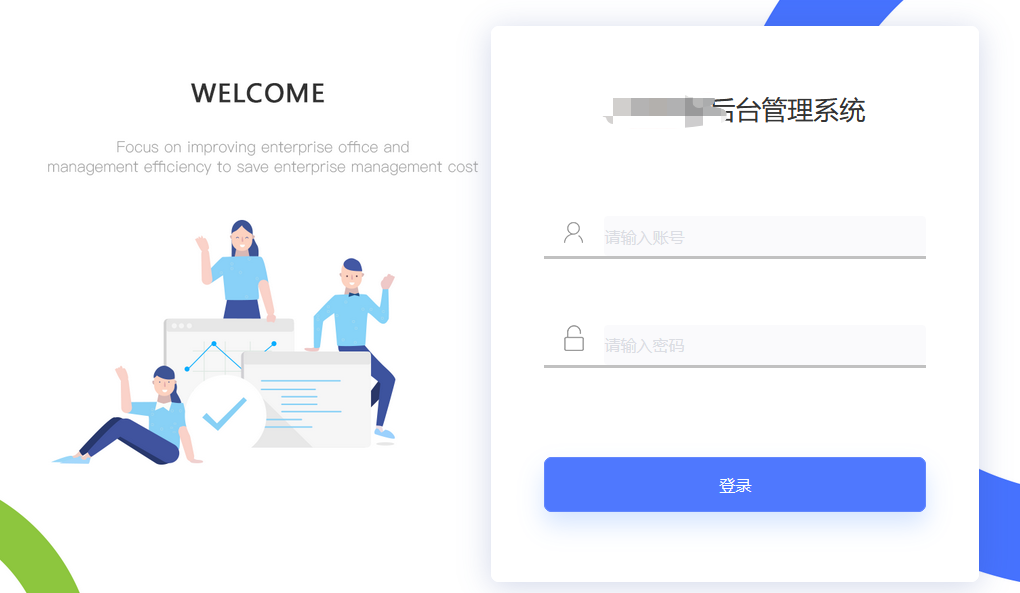 WELCOME
Focus on improving enterprise office and
management efficiency to save enterprise management cost
后台管理系统
请输入账号
请输入密码
登录